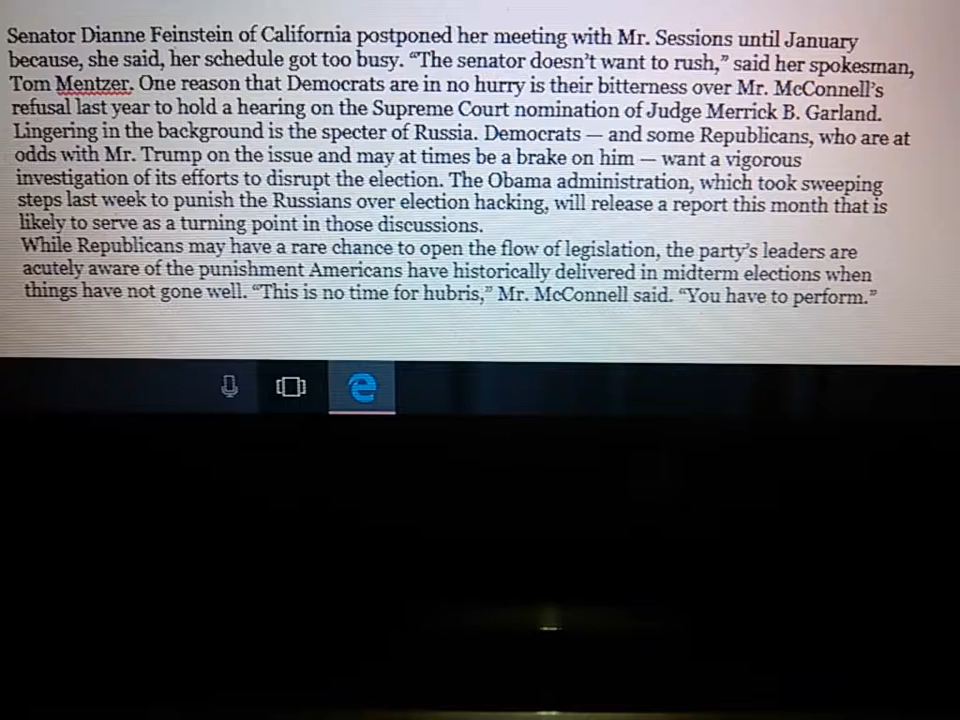 Senator Dianne Feinstein of California postponed her meeting with Mr. Sessions until January
because, she said, her schedule got too busy. “The senator doesn’t want to rush,” said her spokesman,
Tom Mentzer. One reason that Democrats are in no hurry is their bitterness over Mr. McConnell’s
refusal last year to hold a hearing on the Supreme Court nomination of Judge Merrick B. Garland.
Lingering in the background is the specter of Russia. Democrats — and some Republicans, who are at
odds with Mr. Trump on the issue and may at times be a brake on him — want a vigorous
investigation of its efforts to disrupt the election. The Obama administration, which took sweeping
steps last week to punish the Russians over election hacking, will release a report this month that is
likely to serve as a turning point in those discussions.
While Republicans may have a rare chance to open the flow of legislation, the party’s leaders are
acutely aware of the punishment Americans have historically delivered in midterm elections when
things have not gone well. “This is no time for hubris,” Mr. McConnell said. “You have to perform.”